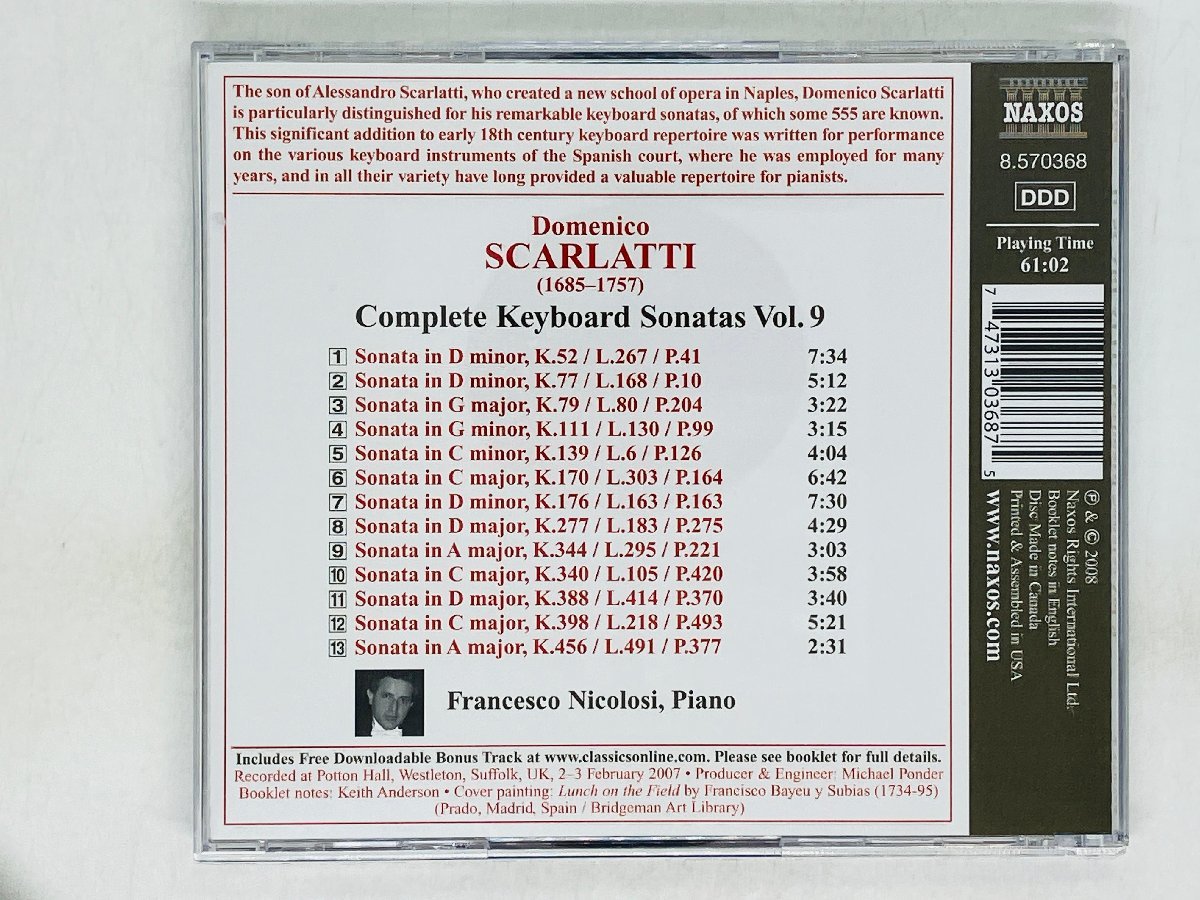 The son of Alessandro Scarlatti, who created a new school of opera in Naples, Domenico Scarlatti
is particularly distinguished for his remarkable keyboard sonatas, of which some 555 are known.
This significant addition to early 18th century keyboard repertoire was written for performance
on the various keyboard instruments of the Spanish court, where he was employed for many
years, and in all their variety have long provided a valuable repertoire for pianists.
Domenico
SCARLATTI
(1685–1757)
Complete Keyboard Sonatas Vol. 9
1 Sonata in D minor, K.52 / L.267 / P.41 7:34
2 Sonata in D minor, K.77 / L.168 / P.10 5:12
3 Sonata in G major, K.79 / L.80 / P.204 3:22
4 Sonata in G minor, K.111 / L.130 / P.99 3:15
5 Sonata in C minor, K.139 / L.6 / P.126 4:04
6 Sonata in C major, K.170 / L.303 / P.164 6:42
7 Sonata in D minor, K.176 / L.163 / P.163 7:30
8 Sonata in D major, K.277 / L.183 / P.275 4:29
9 Sonata in A major, K.344 / L.295 / P.221 3:03
10 Sonata in C major, K.340 / L.105 / P.420 3:58
11 Sonata in D major, K.388 / L.414 / P.370 3:40
12 Sonata in C major, K.398 / L.218 / P.493 5:21
13 Sonata in A major, K.456 / L.491 / P.377 2:31
Francesco Nicolosi, Piano
Includes Free Downloadable Bonus Track at www.classicsonline.com. Please see booklet for full details.
Recorded at Potton Hall, Westleton, Suffolk, UK, 2–3 February 2007 • Producer & Engineer: Michael Ponder
Booklet notes: Keith Anderson • Cover painting: Lunch on the Field by Francisco Bayeu y Subias (1734-95)
(Prado, Madrid, Spain / Bridgeman Art Library)
NAXOS
8.570368
DDD
Playing Time
61:02
7 47313 03687 5
℗ & © 2008
Naxos Rights International Ltd.
Booklet notes in English
Disc Made in Canada
Printed & Assembled in USA
www.naxos.com